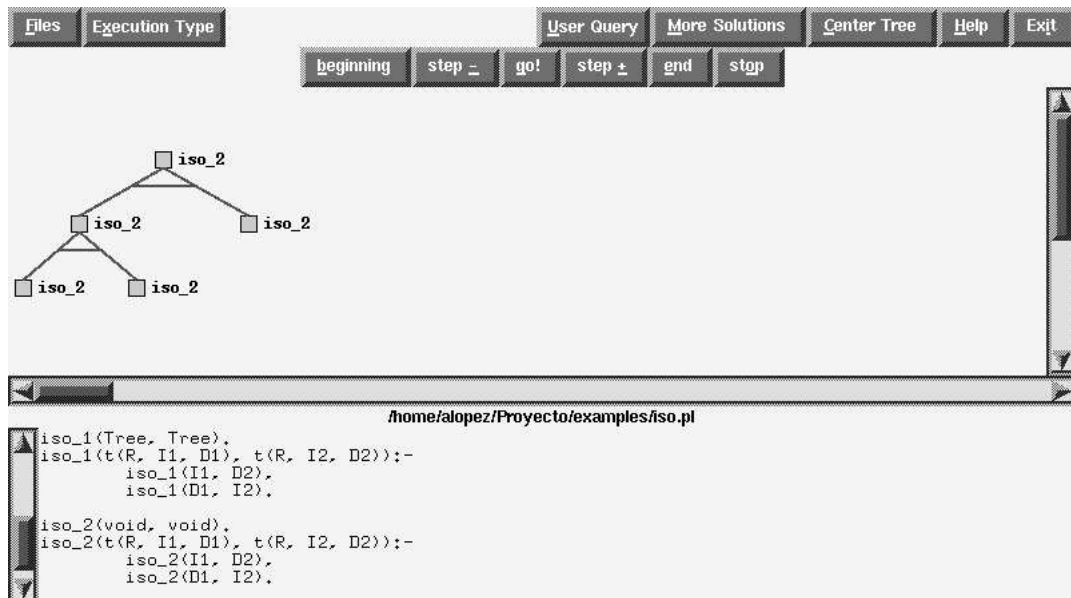 Files Execution Type User Query More Solutions Center Tree Help Exit
beginning step - go! step + end stop
iso_2
iso_2 iso_2
iso_2 iso_2
/home/alopez/Proyecto/examples/iso.pl
iso_1(Tree, Tree).
iso_1(t(R, I1, D1), t(R, I2, D2)):-
iso_1(I1, D2),
iso_1(D1, I2).
iso_2(void, void).
iso_2(t(R, I1, D1), t(R, I2, D2)):-
iso_2(I1, D2),
iso_2(D1, I2).